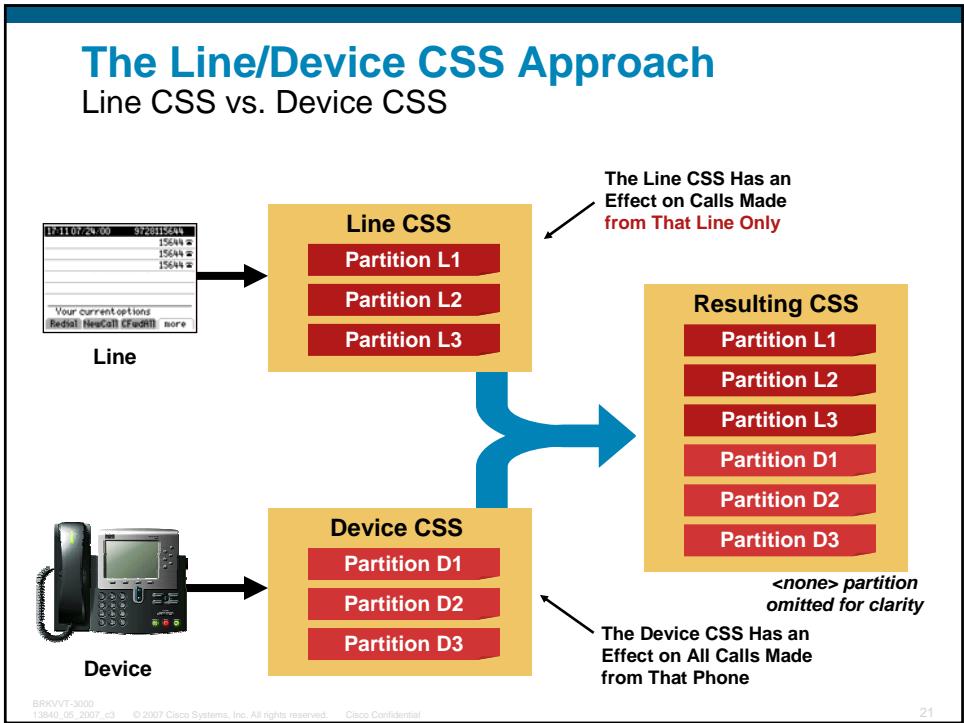 The Line/Device CSS Approach
Line CSS vs. Device CSS
The Line CSS Has an
Effect on Calls Made
from That Line Only
17:11 07/24/00 9728115644
15644
15644
15644
Your current options
Redial NewCall CFwdAll more
Line
Line CSS
Partition L1
Partition L2
Partition L3
Resulting CSS
Partition L1
Partition L2
Partition L3
Partition D1
Partition D2
Partition D3
<none> partition
omitted for clarity
Device CSS
Partition D1
Partition D2
Partition D3
Device
The Device CSS Has an
Effect on All Calls Made
from That Phone
BRKVVT-3000
13840_05_2007_c3 © 2007 Cisco Systems, Inc. All rights reserved. Cisco Confidential
21